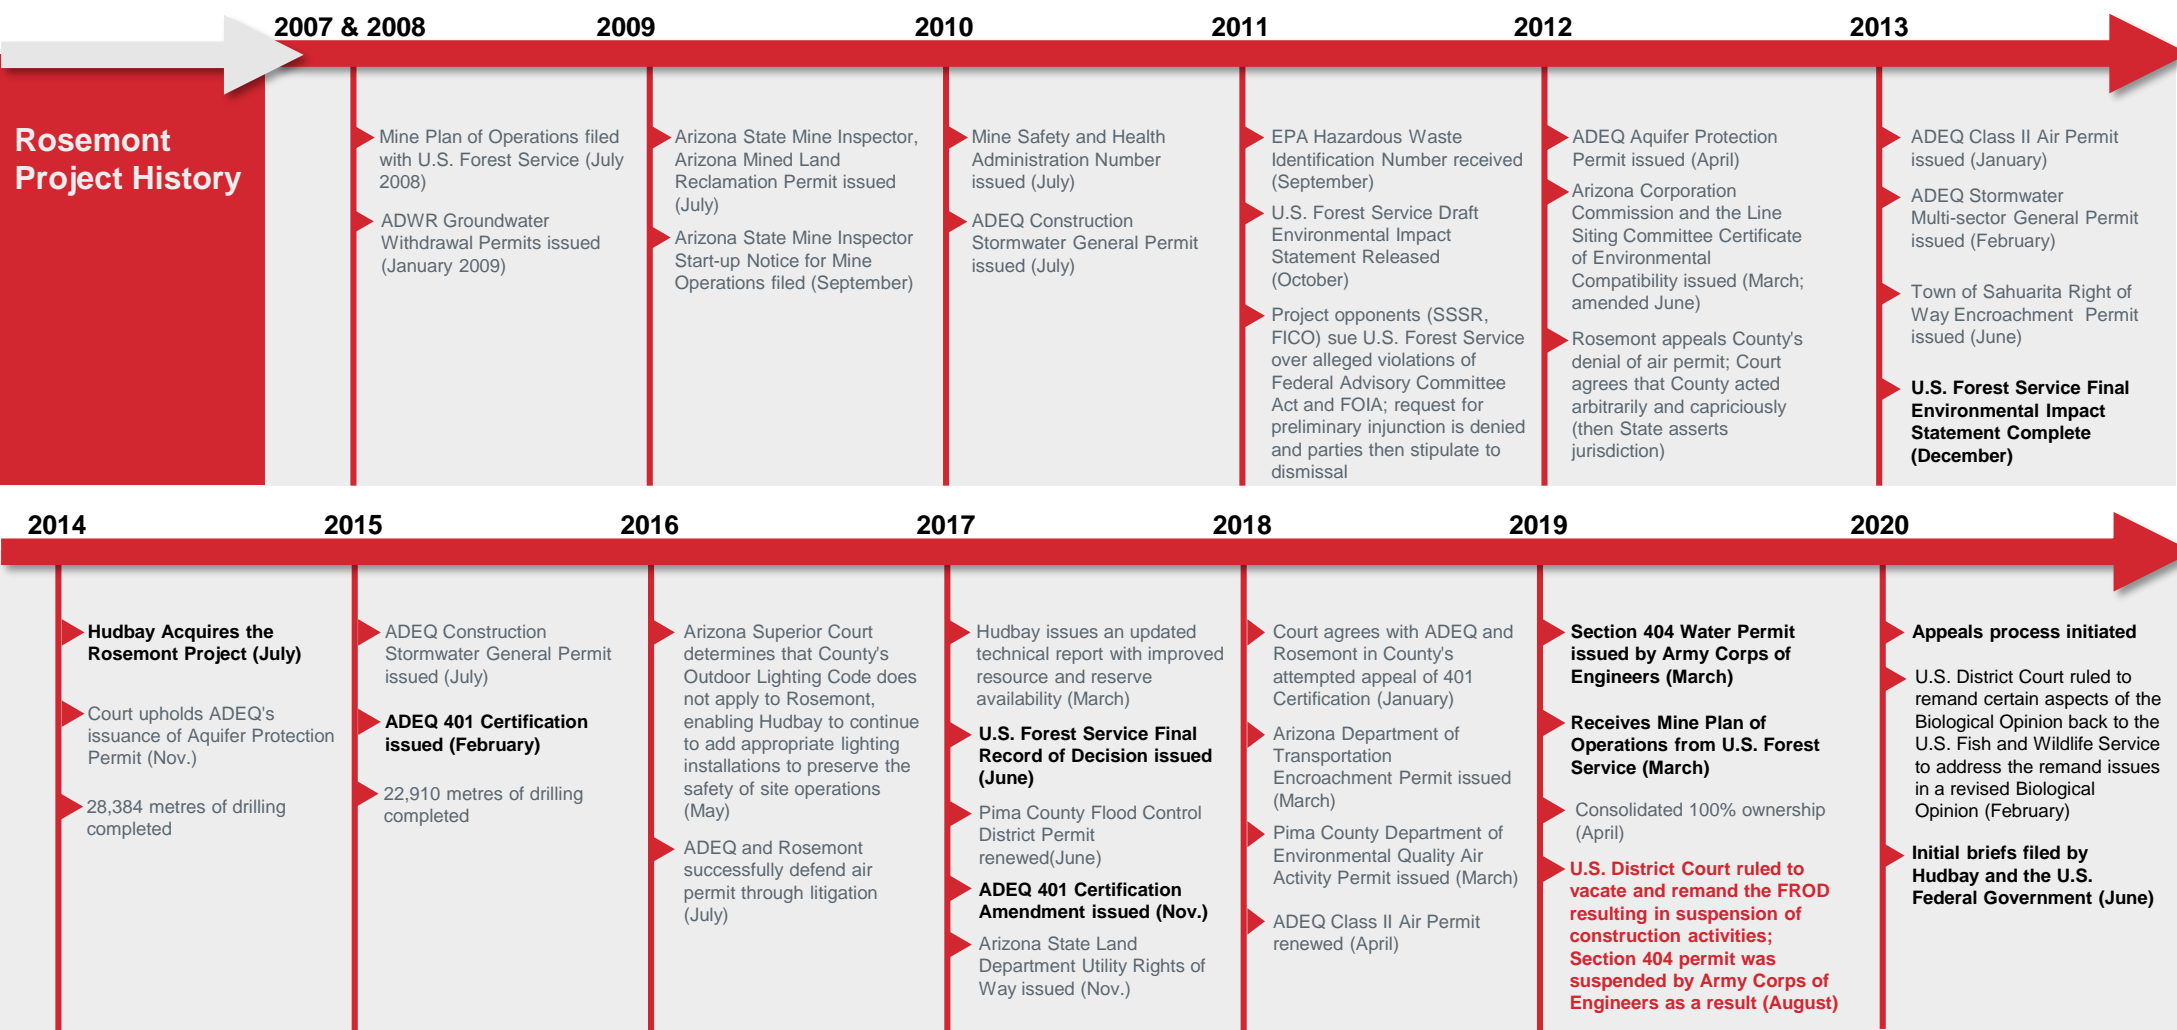 2007 & 2008
2009
2010
2011
2012
2013
Rosemont
Project History
Mine Plan of Operations filed
with U.S. Forest Service (July
2008)
ADWR Groundwater
Withdrawal Permits issued
(January 2009)
Arizona State Mine Inspector,
Arizona Mined Land
Reclamation Permit issued
(July)
Arizona State Mine Inspector
Start-up Notice for Mine
Operations filed (September)
Mine Safety and Health
Administration Number
issued (July)
ADEQ Construction
Stormwater General Permit
issued (July)
EPA Hazardous Waste
Identification Number received
(September)
U.S. Forest Service Draft
Environmental Impact
Statement Released
(October)
Project opponents (SSSR,
FICO) sue U.S. Forest Service
over alleged violations of
Federal Advisory Committee
Act and FOIA; request for
preliminary injunction is denied
and parties then stipulate to
dismissal
ADEQ Aquifer Protection
Permit issued (April)
Arizona Corporation
Commission and the Line
Siting Committee Certificate
of Environmental
Compatibility issued (March;
amended June)
Rosemont appeals County's
denial of air permit; Court
agrees that County acted
arbitrarily and capriciously
(then State asserts
jurisdiction)
ADEQ Class II Air Permit
issued (January)
ADEQ Stormwater
Multi-sector General Permit
issued (February)
Town of Sahuarita Right of
Way Encroachment Permit
issued (June)
U.S. Forest Service Final
Environmental Impact
Statement Complete
(December)
2014
2015
2016
2017
2018
2019
2020
Hudbay Acquires the
Rosemont Project (July)
Court upholds ADEQ's
issuance of Aquifer Protection
Permit (Nov.)
28,384 metres of drilling
completed
ADEQ Construction
Stormwater General Permit
issued (July)
ADEQ 401 Certification
issued (February)
22,910 metres of drilling
completed
Arizona Superior Court
determines that County's
Outdoor Lighting Code does
not apply to Rosemont,
enabling Hudbay to continue
to add appropriate lighting
installations to preserve the
safety of site operations
(May)
ADEQ and Rosemont
successfully defend air
permit through litigation
(July)
Hudbay issues an updated
technical report with improved
resource and reserve
availability (March)
U.S. Forest Service Final
Record of Decision issued
(June)
Pima County Flood Control
District Permit
renewed(June)
ADEQ 401 Certification
Amendment issued (Nov.)
Arizona State Land
Department Utility Rights of
Way issued (Nov.)
Court agrees with ADEQ and
Rosemont in County's
attempted appeal of 401
Certification (January)
Arizona Department of
Transportation
Encroachment Permit issued
(March)
Pima County Department of
Environmental Quality Air
Activity Permit issued (March)
ADEQ Class II Air Permit
renewed (April)
Section 404 Water Permit
issued by Army Corps of
Engineers (March)
Receives Mine Plan of
Operations from U.S. Forest
Service (March)
Consolidated 100% ownership
(April)
U.S. District Court ruled to
vacate and remand the FROD
resulting in suspension of
construction activities;
Section 404 permit was
suspended by Army Corps of
Engineers as a result (August)
Appeals process initiated
U.S. District Court ruled to
remand certain aspects of the
Biological Opinion back to the
U.S. Fish and Wildlife Service
to address the remand issues
in a revised Biological
Opinion (February)
Initial briefs filed by
Hudbay and the U.S.
Federal Government (June)